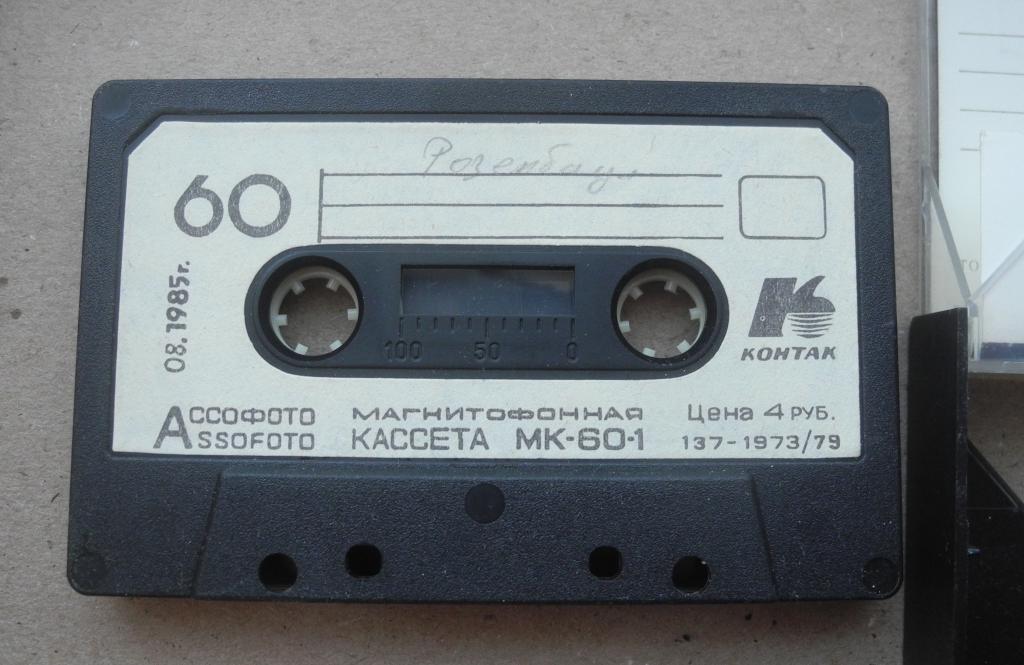 Розенбаум
60
08.1985г.
100 50 0
КОНТАК
АССОФОТО
ASSOFOTO
МАГНИТОФОННАЯ
КАССЕТА МК-60-1
Цена 4 РУБ.
137-1973/79